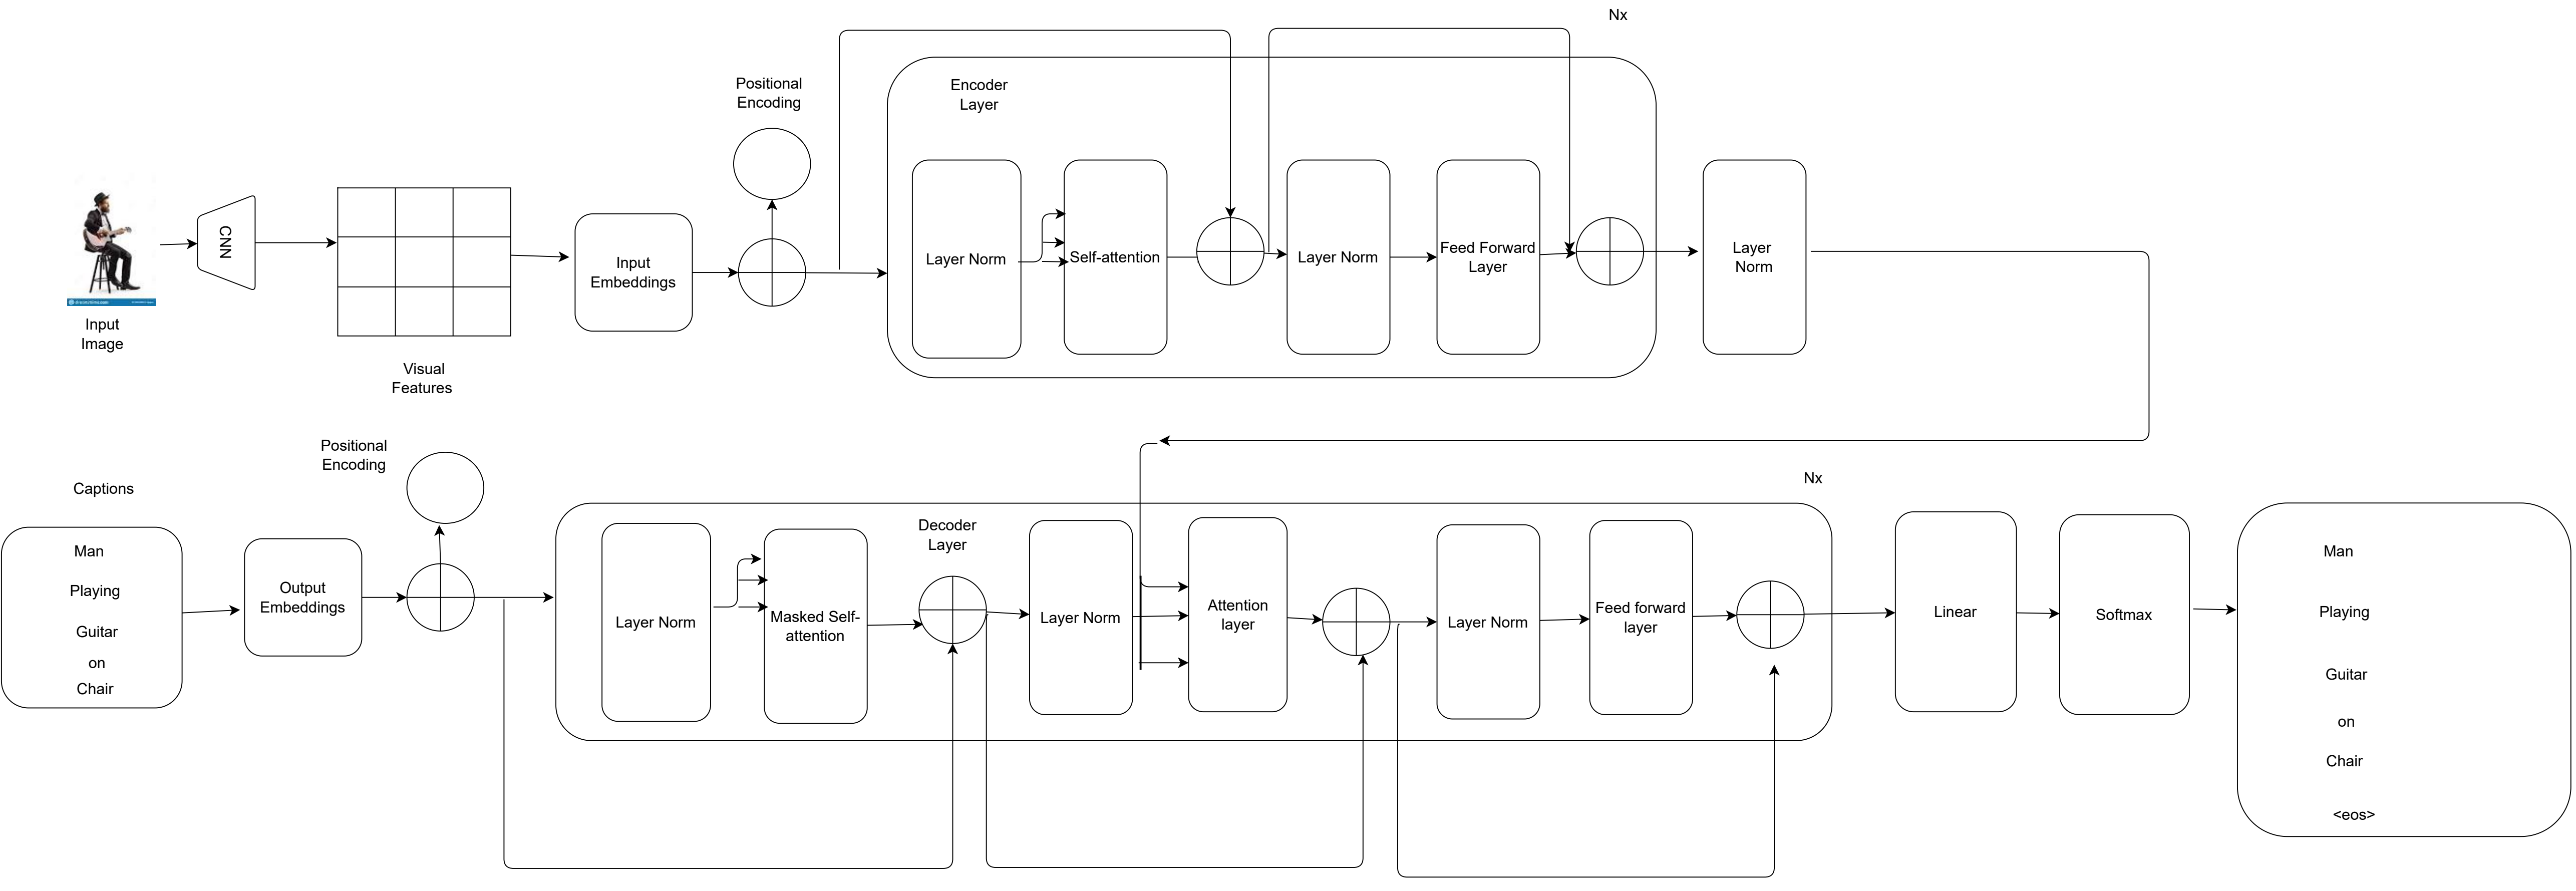 Nx
Positional
Encoding
Encoder
Layer
CNN
Input
Embeddings
Layer Norm
Self-attention
Layer Norm
Feed Forward
Layer
Layer
Norm
Input
Image
Visual
Features
Positional
Encoding
Captions
Nx
Man
Playing
Guitar
on
Chair
Output
Embeddings
Decoder
Layer
Layer Norm
Masked Self-
attention
Layer Norm
Attention
layer
Layer Norm
Feed forward
layer
Linear
Softmax
Man
Playing
Guitar
on
Chair
<eos>